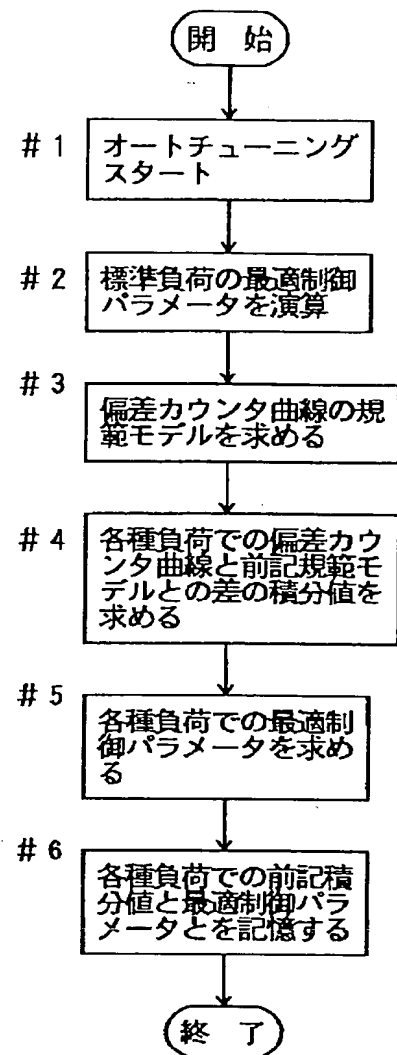 開 始
#1
オートチューニング
スタート
#2
標準負荷の最適制御
パラメータを演算
#3
偏差カウンタ曲線の規
範モデルを求める
#4
各種負荷での偏差カウ
ンタ曲線と前記規範モ
デルとの差の積分値を
求める
#5
各種負荷での最適制
御パラメータを求め
る
#6
各種負荷での前記積
分値と最適制御パラ
メータとを記憶する
終 了